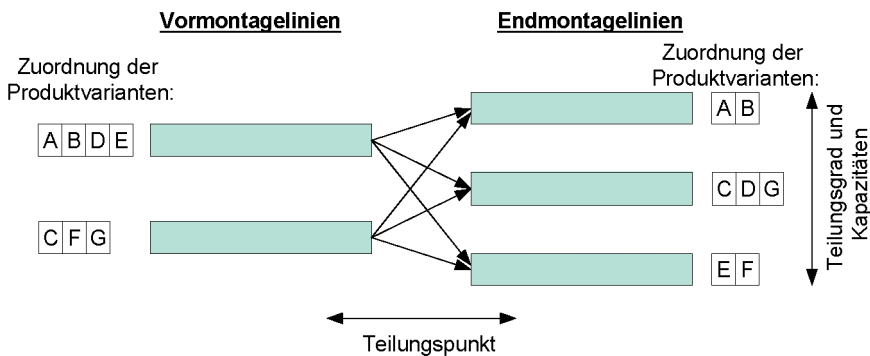 Vormontagelinien
Endmontagelinien
Zuordnung der
Produktvarianten:
Zuordnung der
Produktvarianten:
A B D E
C F G
A B
C D G
E F
Teilungsgrad und
Kapazitäten
Teilungspunkt